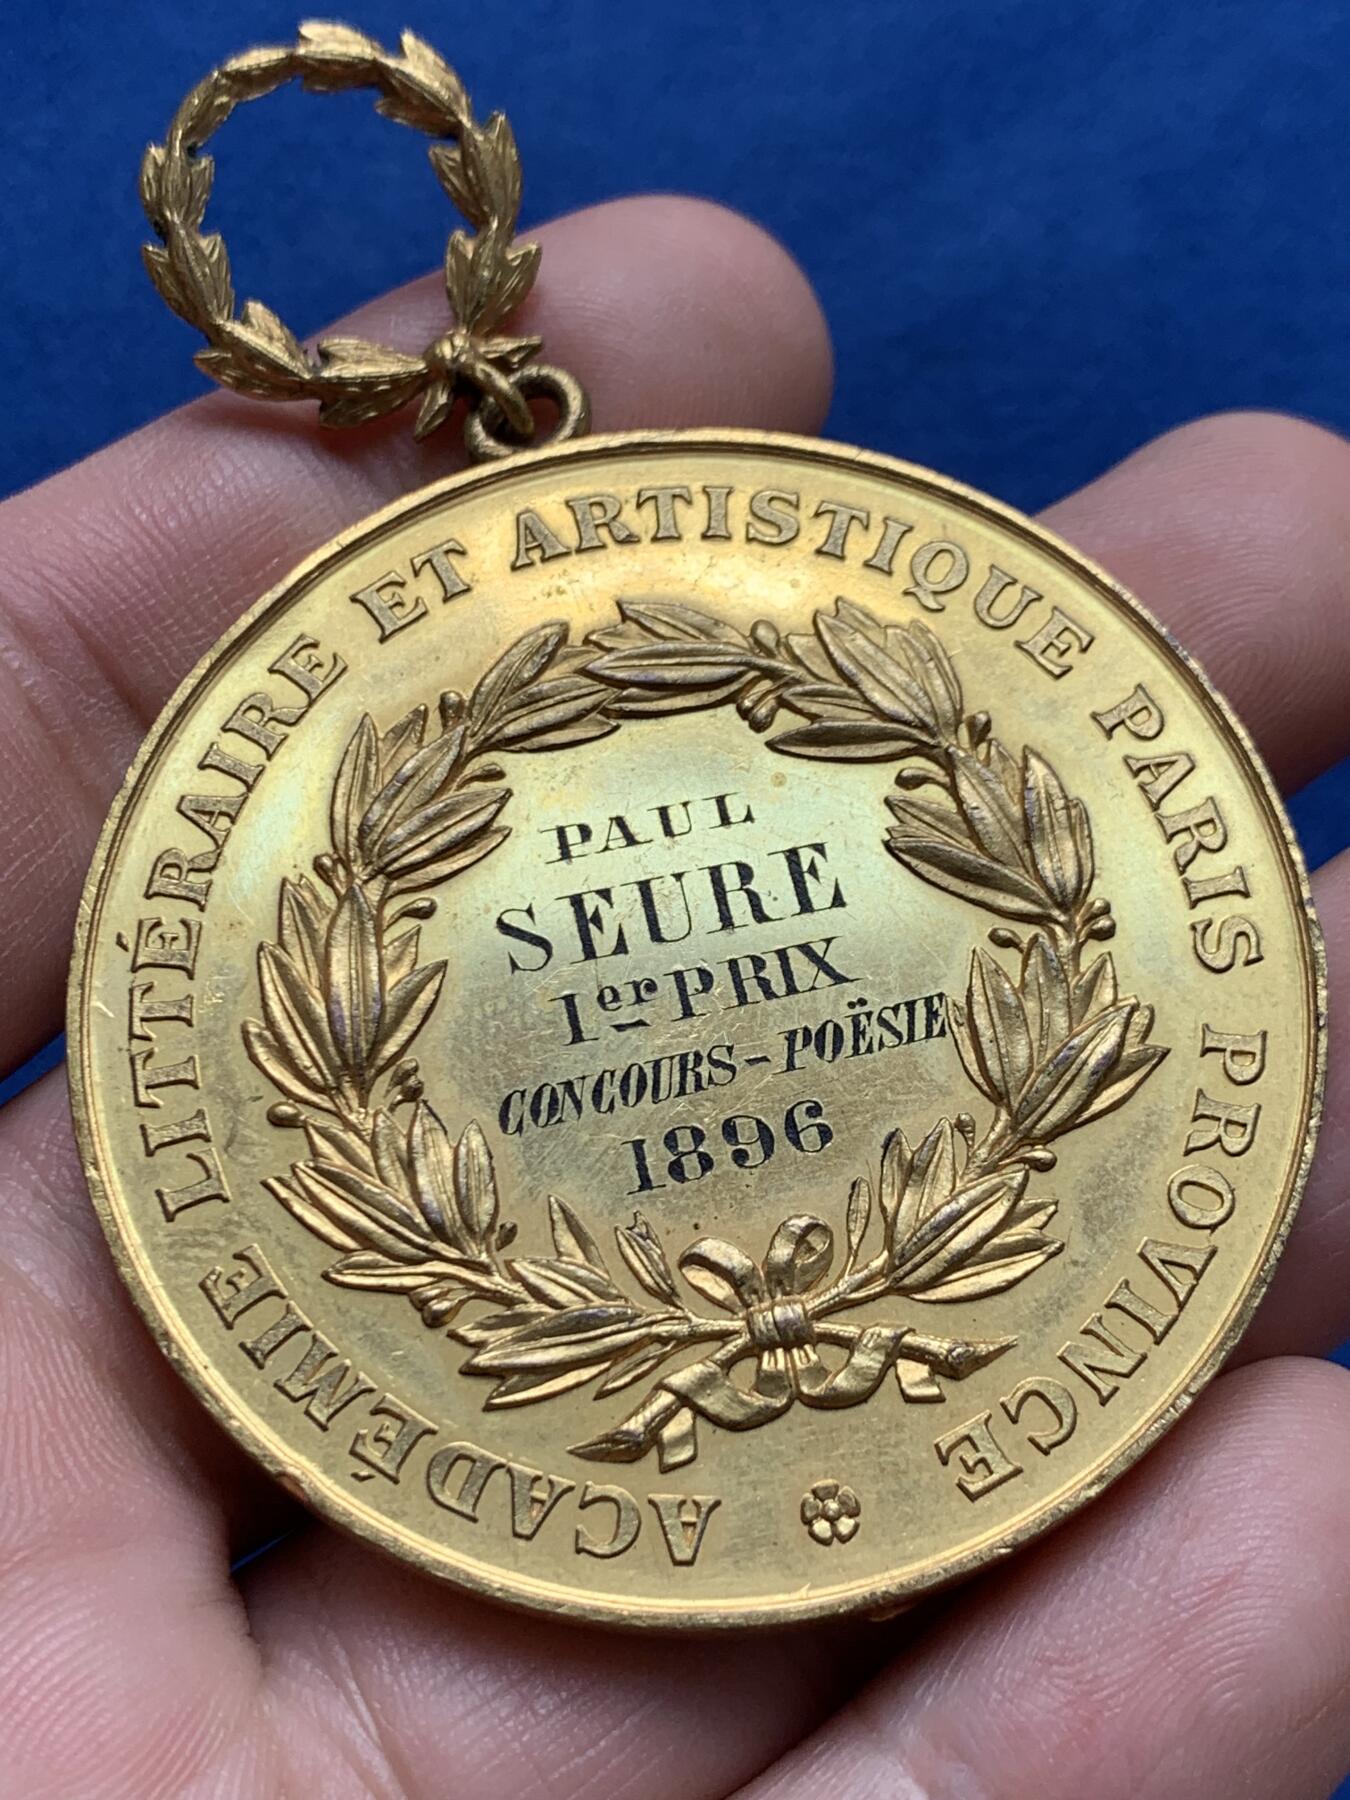 ACADÉMIE LITTÉRAIRE ET ARTISTIQUE PARIS PROVINCE
PAUL
SEURE
1er PRIX
CONCOURS-POËSIE
1896